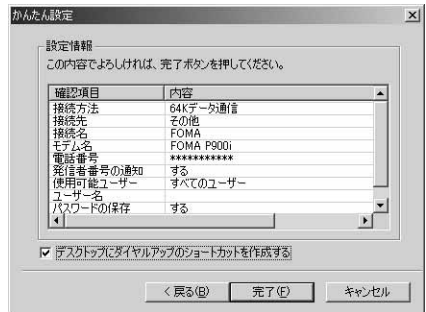 かんたん設定
設定情報
この内容でよろしければ、完了ボタンを押してください。
確認項目 内容
接続方法 64Kデータ通信
接続先 その他
接続名 FOMA
モデム名 FOMA P900i
電話番号 ***********
発信者番号の通知 する
使用可能ユーザー すべてのユーザー
ユーザー名
パスワードの保存 する
デスクトップにダイヤルアップのショートカットを作成する
< 戻る(B) 完了(F) キャンセル